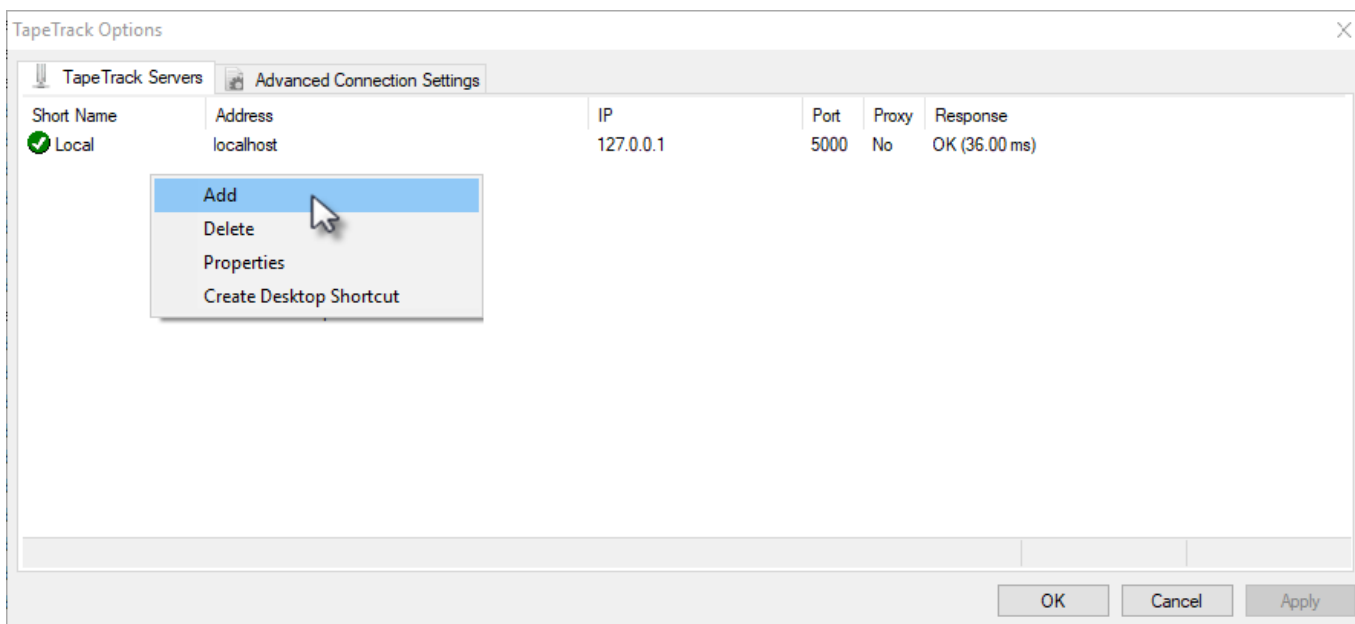 TapeTrack Options
TapeTrack Servers Advanced Connection Settings
Short Name Address IP Port Proxy Response
Local localhost 127.0.0.1 5000 No OK (36.00 ms)
Add
Delete
Properties
Create Desktop Shortcut
OK Cancel Apply